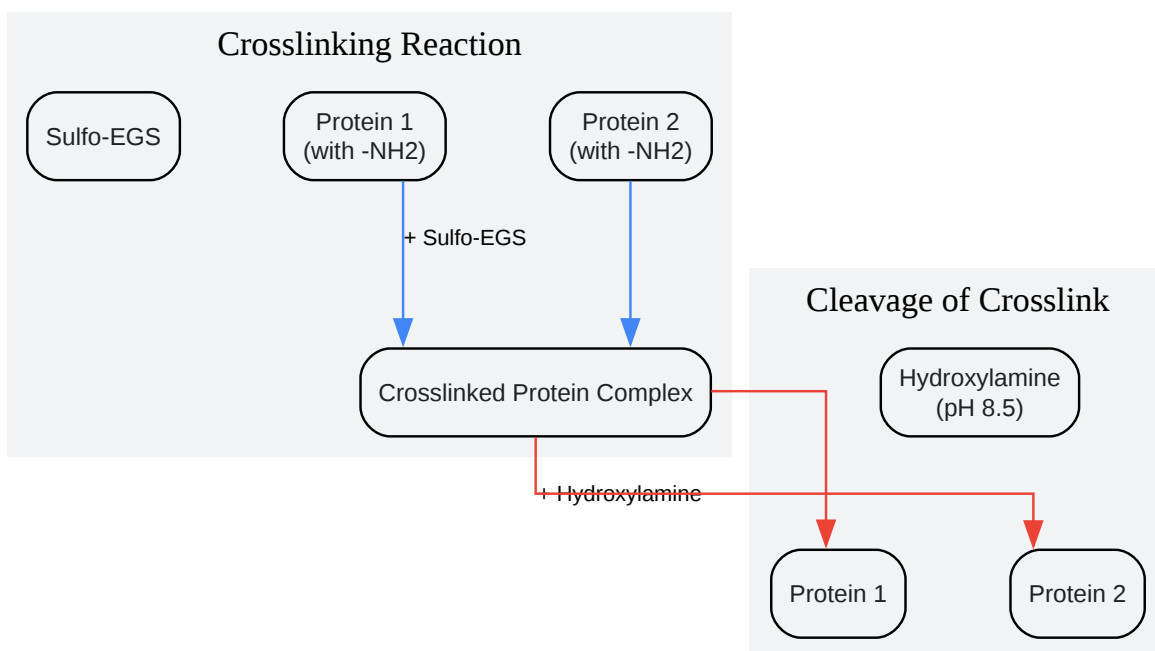 Crosslinking Reaction
Sulfo-EGS
Protein 1
(with -NH2)
Protein 2
(with -NH2)
+ Sulfo-EGS
Crosslinked Protein Complex
Cleavage of Crosslink
Hydroxylamine
(pH 8.5)
+ Hydroxylamine
Protein 1
Protein 2